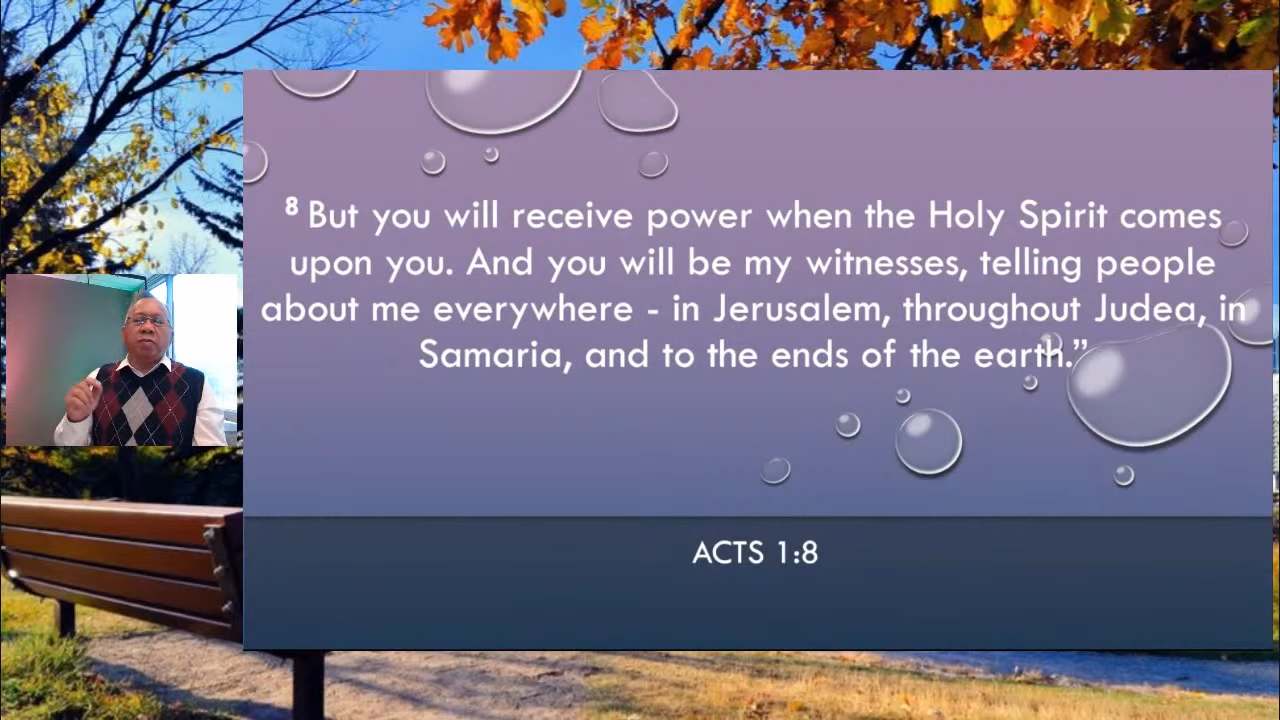 8 But you will receive power when the Holy Spirit comes
upon you. And you will be my witnesses, telling people
about me everywhere - in Jerusalem, throughout Judea, in
Samaria, and to the ends of the earth.”
ACTS 1:8